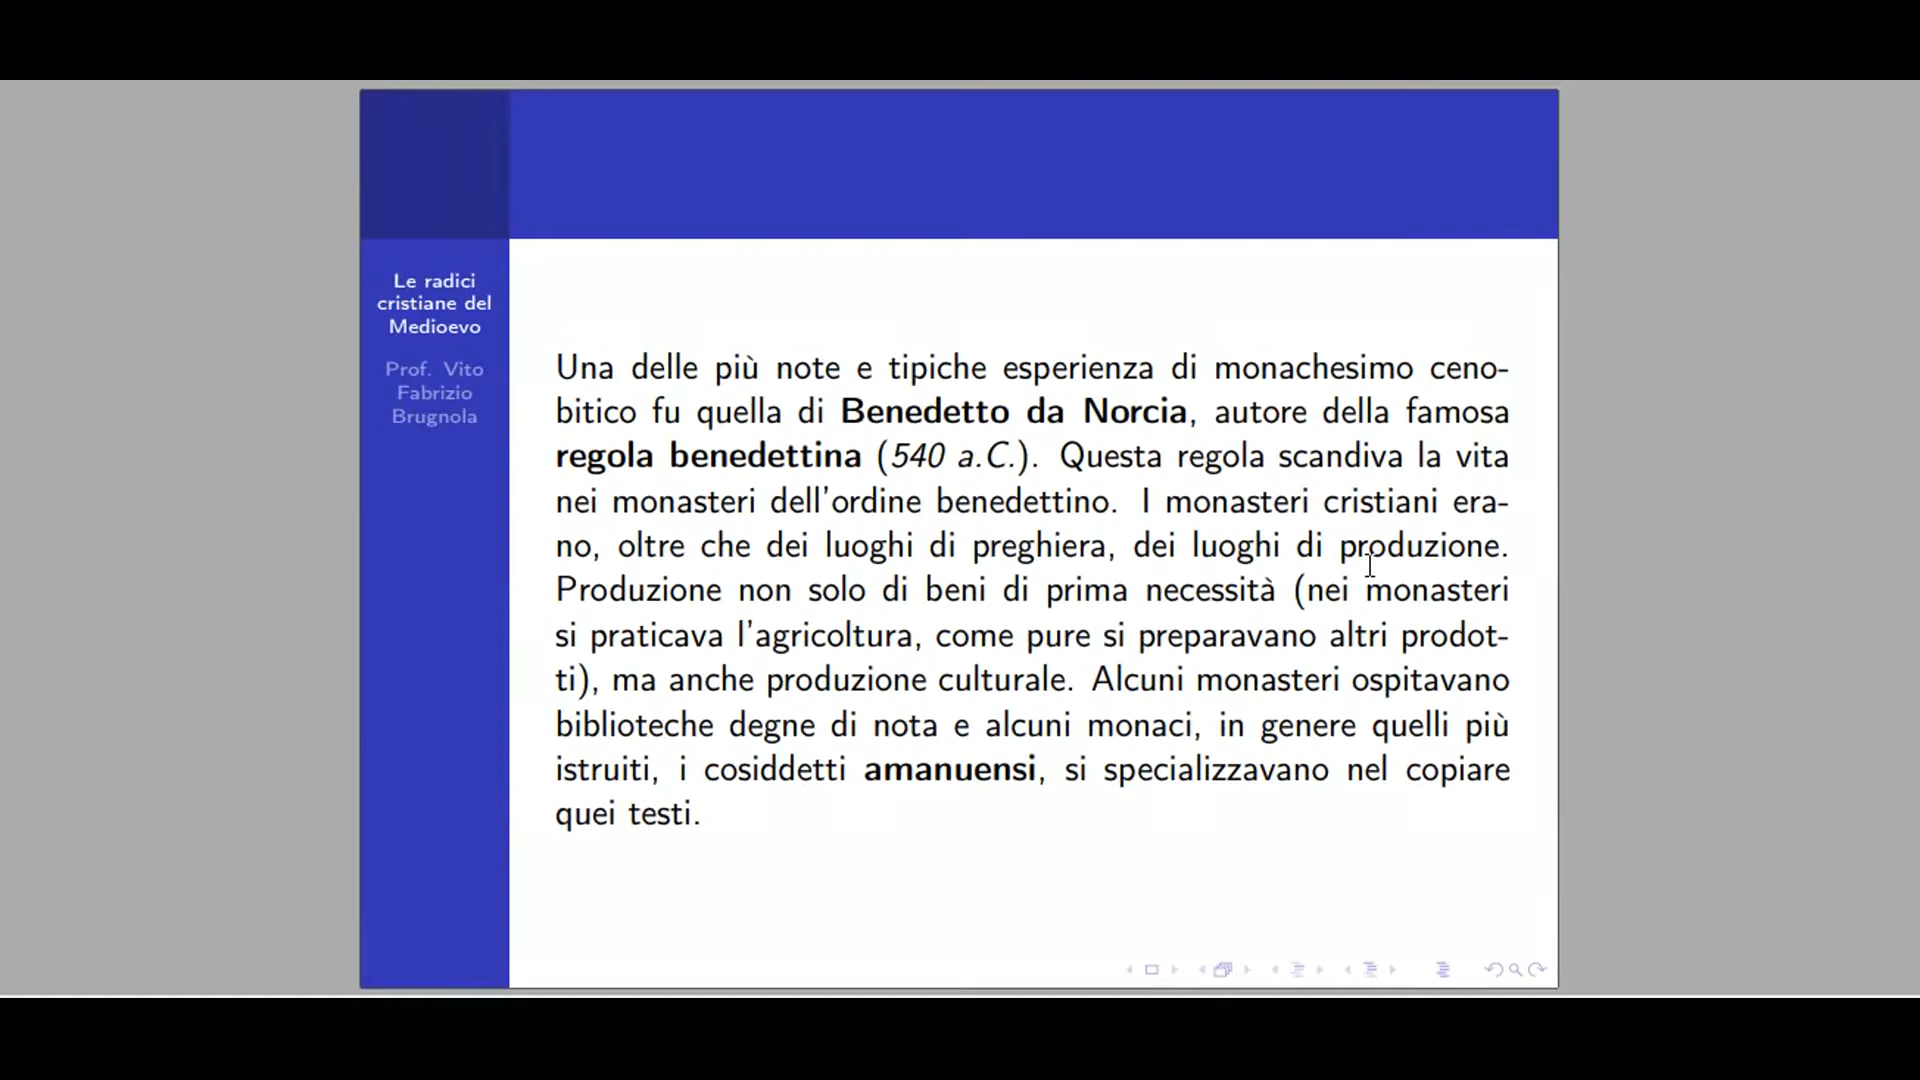 Le radici
cristiane del
Medioevo
Prof. Vito
Fabrizio
Brugnola
Una delle più note e tipiche esperienza di monachesimo ceno-
bitico fu quella di Benedetto da Norcia, autore della famosa
regola benedettina (540 a.C.). Questa regola scandiva la vita
nei monasteri dell'ordine benedettino. I monasteri cristiani era-
no, oltre che dei luoghi di preghiera, dei luoghi di produzione.
Produzione non solo di beni di prima necessità (nei monasteri
si praticava l'agricoltura, come pure si preparavano altri prodot-
ti), ma anche produzione culturale. Alcuni monasteri ospitavano
biblioteche degne di nota e alcuni monaci, in genere quelli più
istruiti, i cosiddetti amanuensi, si specializzavano nel copiare
quei testi.